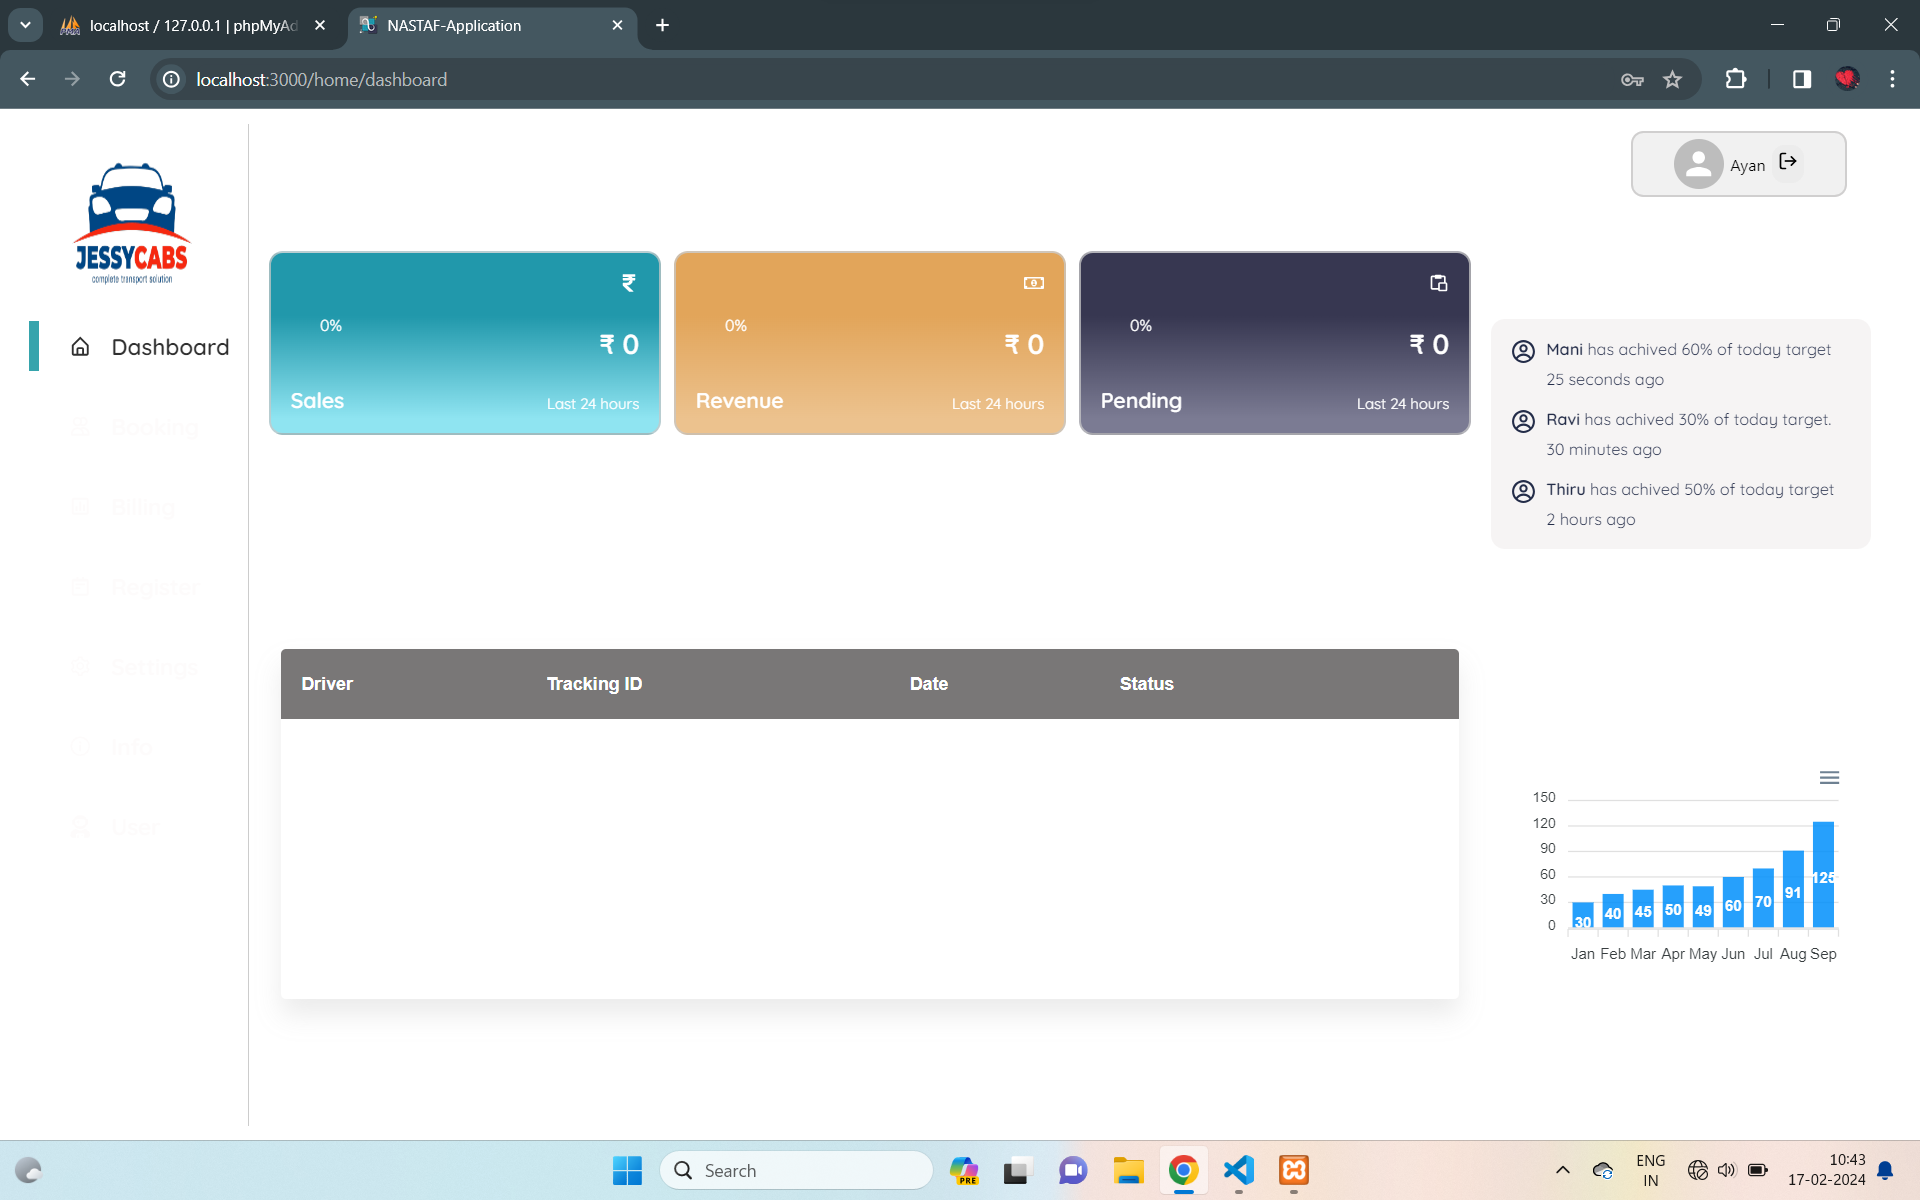 localhost / 127.0.0.1 | phpMyAd
NASTAF-Application
localhost:3000/home/dashboard
JESSYCABS
complete transport solution
Ayan
Dashboard
Booking
Billing
Register
Settings
Info
User
0%
₹ 0
Sales
Last 24 hours
0%
₹ 0
Revenue
Last 24 hours
0%
₹ 0
Pending
Last 24 hours
Mani has achived 60% of today target
25 seconds ago
Ravi has achived 30% of today target.
30 minutes ago
Thiru has achived 50% of today target
2 hours ago
Driver Tracking ID Date Status
150
120
90
60
30
0
30 40 45 50 49 60 70 91 125
Jan Feb Mar Apr May Jun Jul Aug Sep
Search
PRE
ENG
IN
10:43
17-02-2024